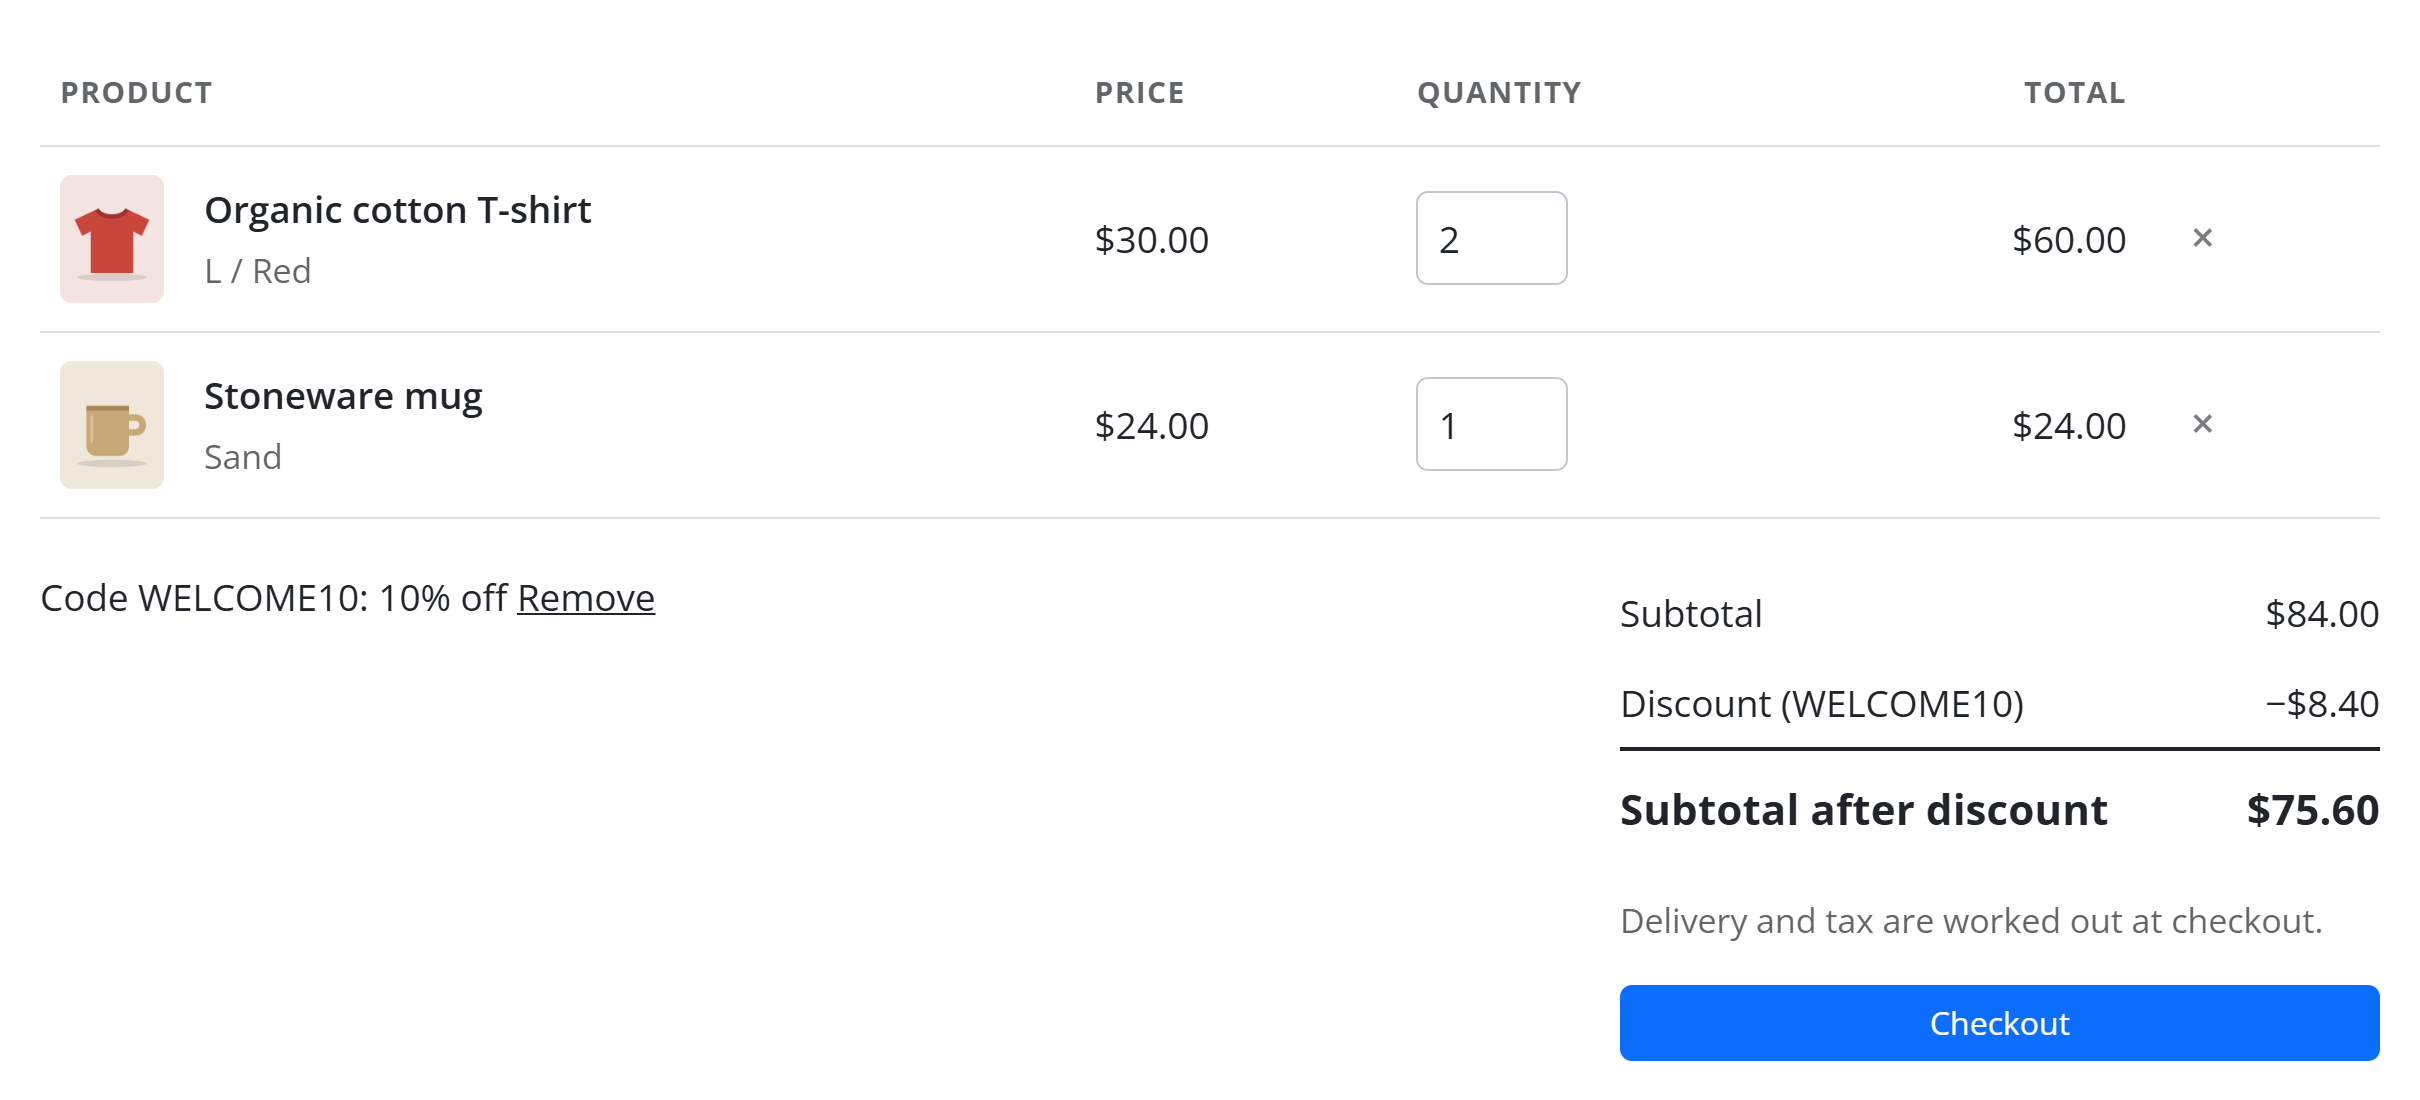 PRODUCT PRICE QUANTITY TOTAL
Organic cotton T-shirt
L / Red
$30.00 2 $60.00 ×
Stoneware mug
Sand
$24.00 1 $24.00 ×
Code WELCOME10: 10% off Remove
Subtotal $84.00
Discount (WELCOME10) −$8.40
Subtotal after discount $75.60
Delivery and tax are worked out at checkout.
Checkout